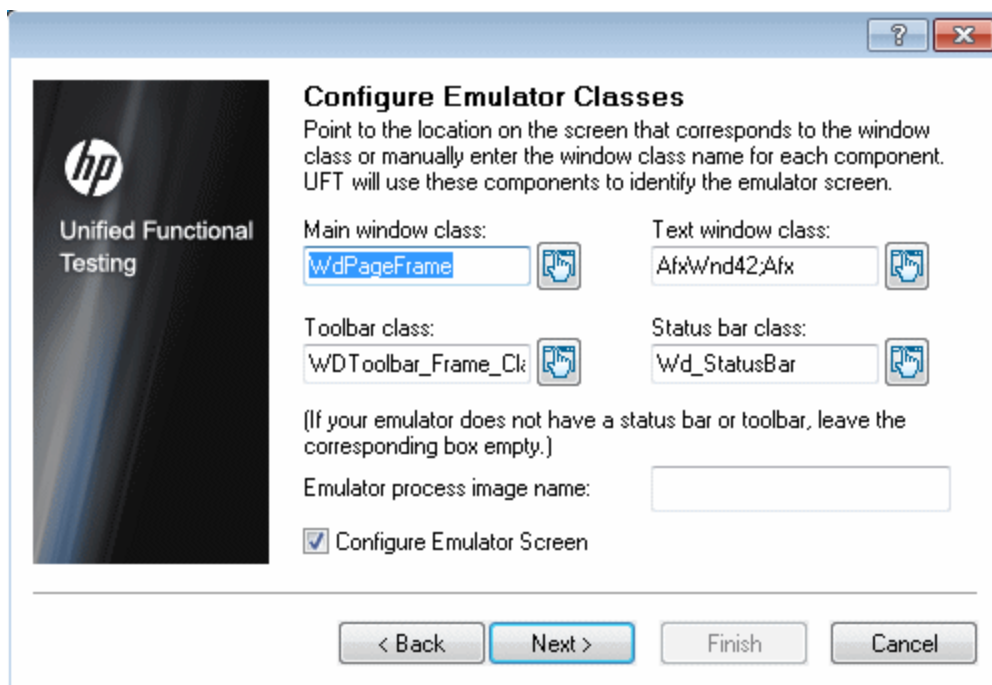 ?
hp
Unified Functional
Testing
Configure Emulator Classes
Point to the location on the screen that corresponds to the window
class or manually enter the window class name for each component.
UFT will use these components to identify the emulator screen.
Main window class:
Text window class:
WdPageFrame
AfxWnd42;Afx
Toolbar class:
Status bar class:
WDToolbar_Frame_Cla
Wd_StatusBar
(If your emulator does not have a status bar or toolbar, leave the
corresponding box empty.)
Emulator process image name:
Configure Emulator Screen
< Back
Next >
Finish
Cancel